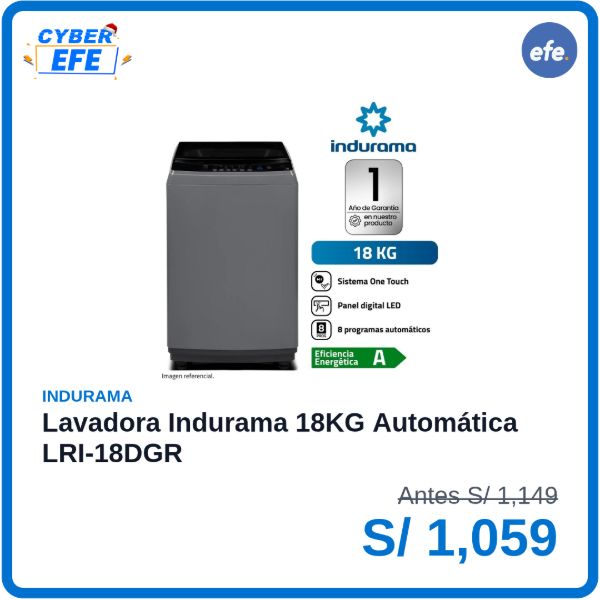 CYBER
EFE
efe.
indurama
1
Año de Garantía
en nuestro
producto
18 KG
Sistema One Touch
Panel digital LED
8
8 programas automáticos
Eficiencia
Energética
A
Imagen referencial.
INDURAMA
Lavadora Indurama 18KG Automática
LRI-18DGR
Antes S/ 1,149
S/ 1,059